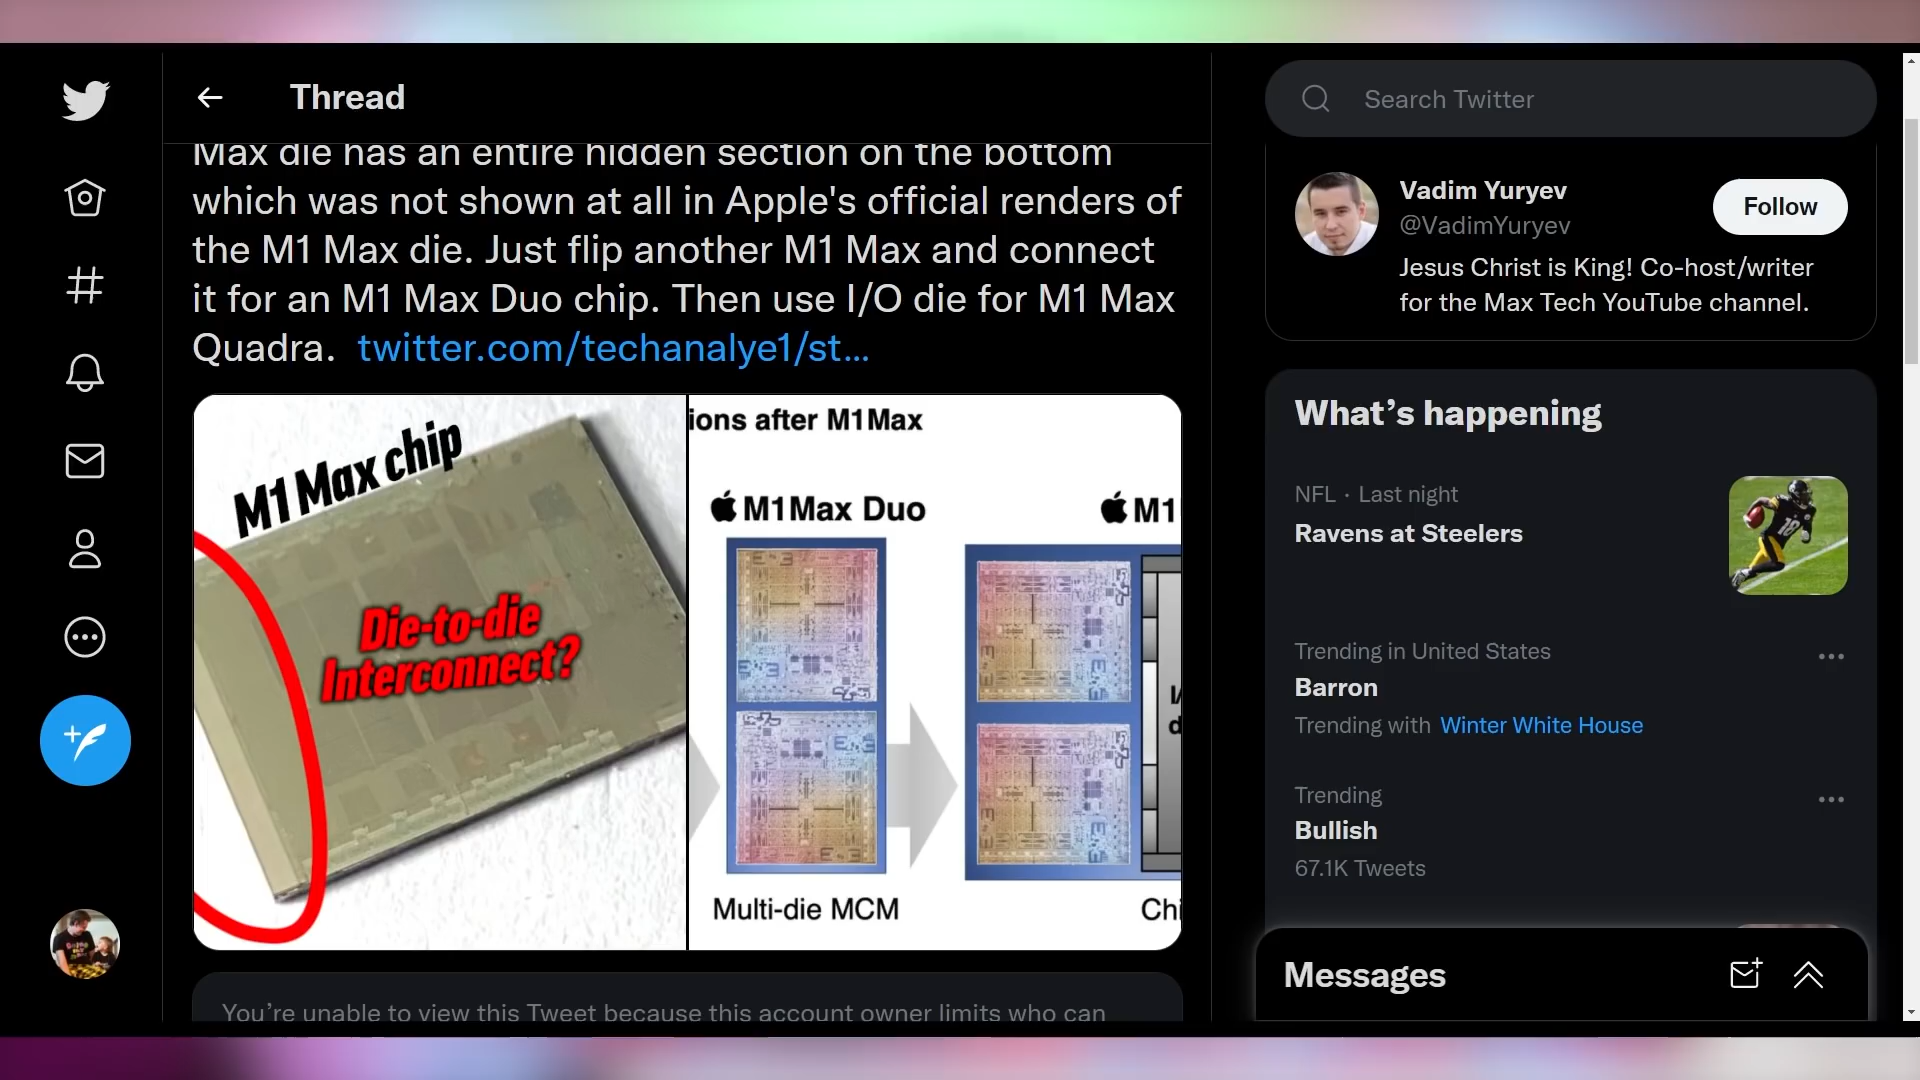 Thread
Search Twitter
Max die has an entire hidden section on the bottom
which was not shown at all in Apple's official renders of
the M1 Max die. Just flip another M1 Max and connect
it for an M1 Max Duo chip. Then use I/O die for M1 Max
Quadra. twitter.com/techanalye1/st...
M1 Max chip
Die-to-die
Interconnect?
ions after M1Max
M1Max Duo
M1
Multi-die MCM
Chi
You're unable to view this Tweet because this account owner limits who can
Vadim Yuryev
@VadimYuryev
Follow
Jesus Christ is King! Co-host/writer
for the Max Tech YouTube channel.
What's happening
NFL · Last night
Ravens at Steelers
Trending in United States
Barron
Trending with Winter White House
Trending
Bullish
67.1K Tweets
Messages